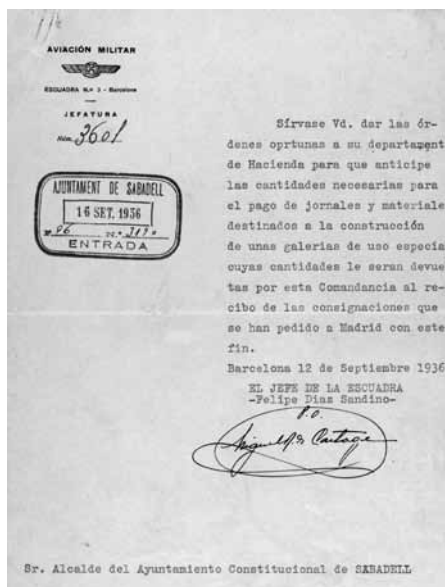 AVIACIÓN MILITAR
ESCUADRA N.º 3 - Barcelona
JEFATURA
Núm. 3601
AJUNTAMENT DE SABADELL
16 SET. 1936
ENTRADA
Sírvase Vd. dar las ór-
denes oprtunas a su department
de Hacienda para que anticipe
las cantidades necesarias para
el pago de jornales y materiale
destinados a la construcción
de unas galerias de uso especia
cuyas cantidades le seran devue
tas por esta Comandancia al re-
cibo de las consignaciones que
se han pedido a Madrid con este
fin.
Barcelona 12 de Septiembre 1936
EL JEFE DE LA ESCUADRA
-Felipe Diaz Sandino-
P.O.
Sr. Alcalde del Ayuntamiento Constitucional de SABADELL